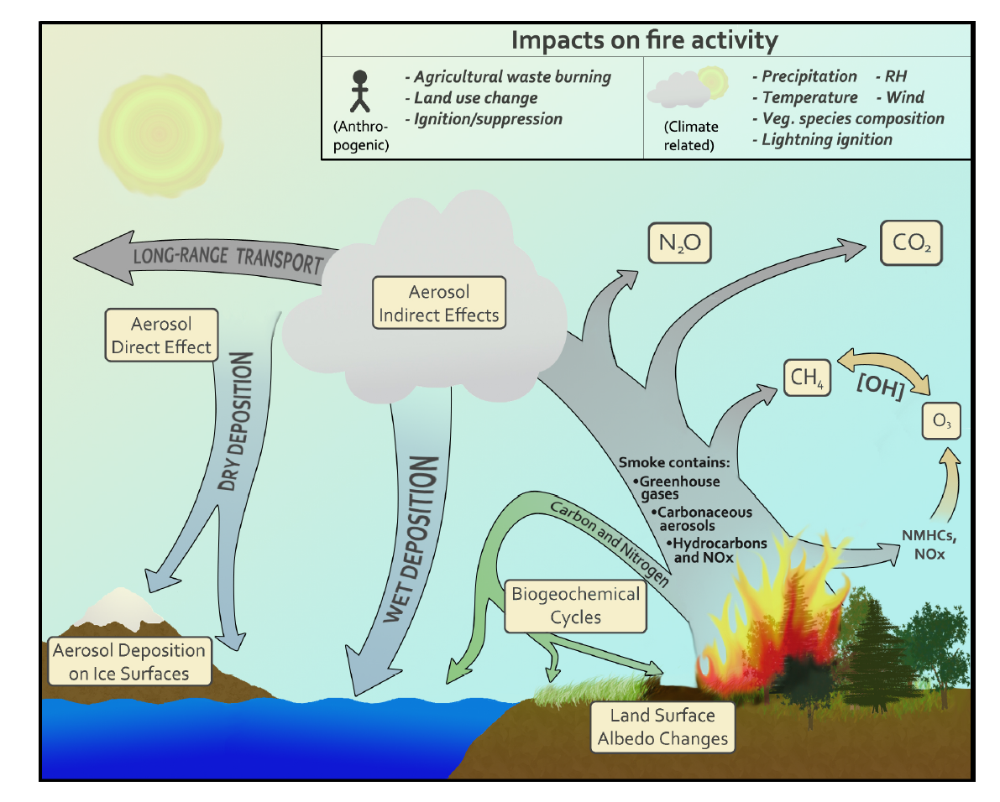 Impacts on fire activity
(Anthro-
pogenic)
- Agricultural waste burning
- Land use change
- Ignition/suppression
(Climate
related)
- Precipitation - RH
- Temperature - Wind
- Veg. species composition
- Lightning ignition
LONG-RANGE TRANSPORT
Aerosol
Indirect Effects
Aerosol
Direct Effect
N₂O
CO₂
CH₄
[OH]
O₃
NMHCs,
NOx
DRY DEPOSITION
WET DEPOSITION
Smoke contains:
•Greenhouse
gases
•Carbonaceous
aerosols
•Hydrocarbons
and NOx
Carbon and Nitrogen
Biogeochemical
Cycles
Aerosol Deposition
on Ice Surfaces
Land Surface
Albedo Changes